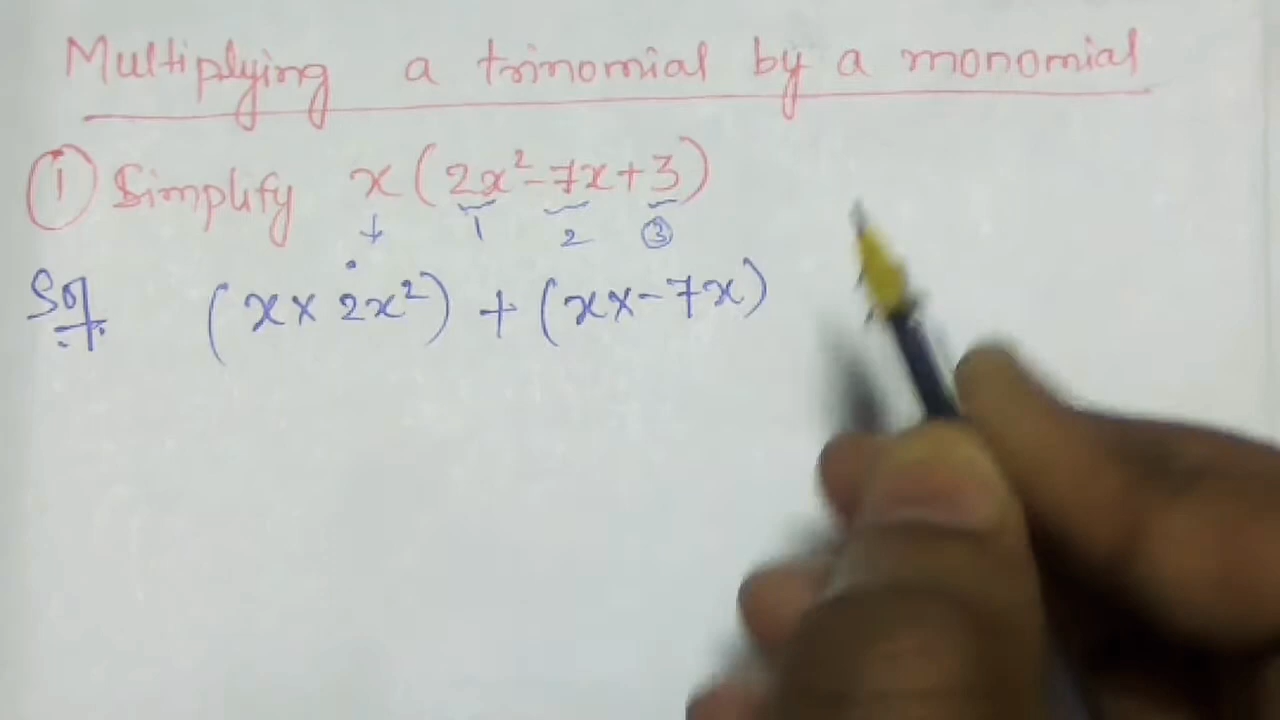 Multiplying a trinomial by a monomial
① Simplify x(2x²-7x+3)
1 2 ③
Sol (x×2x²)+(x×-7x)